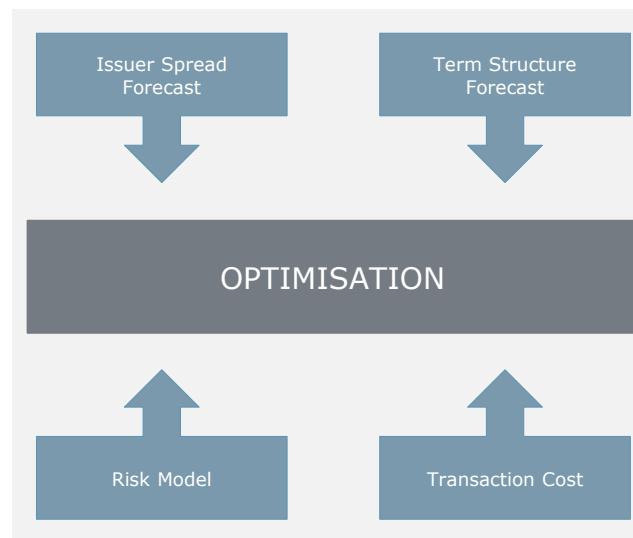 Issuer Spread
Forecast
Term Structure
Forecast
OPTIMISATION
Risk Model
Transaction Cost